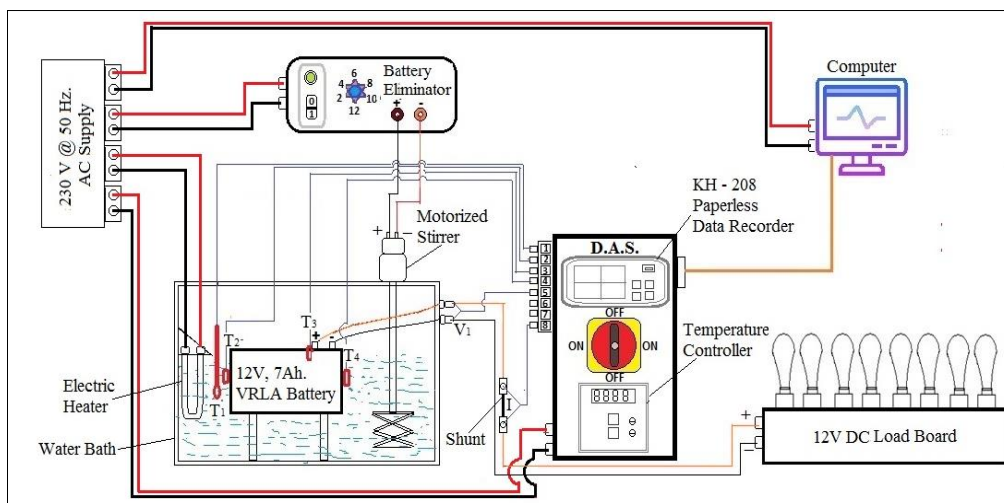 230 V @ 50 Hz.
AC Supply
Battery
Eliminator
0
1
2
4
6
8
10
12
+
-
Computer
KH - 208
Paperless
Data Recorder
Motorized
Stirrer
+
−
D.A.S.
1
2
3
4
5
6
7
8
OFF
ON
ON
OFF
8888
Temperature
Controller
T1
T2
T3
T4
+
-
V1
12V, 7Ah.
VRLA Battery
Electric
Heater
Water Bath
Shunt
I
+
−
12V DC Load Board